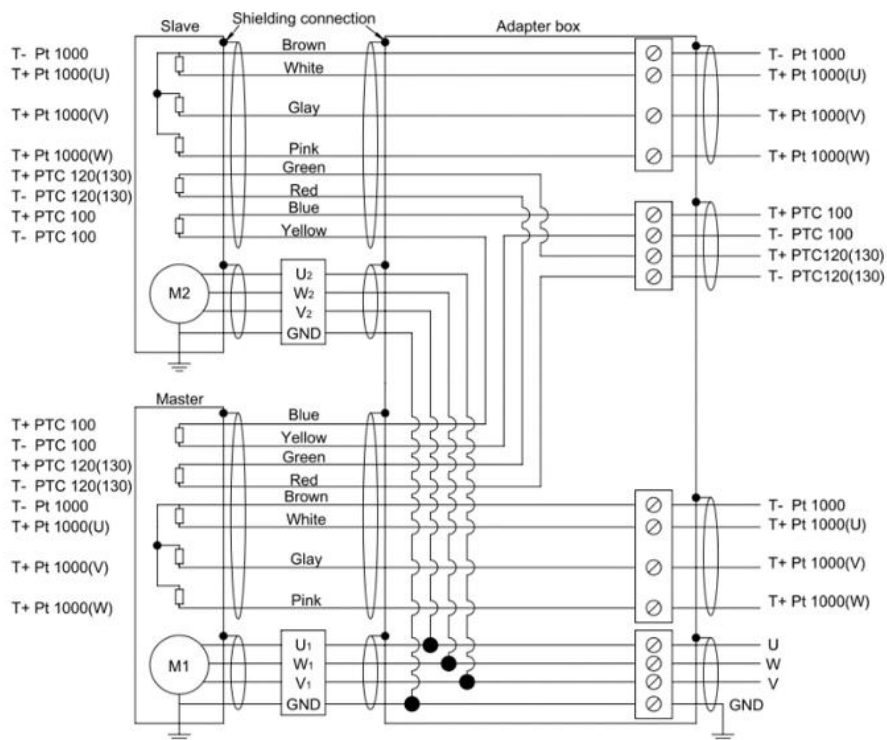 Slave
Shielding connection
Adapter box
T- Pt 1000
Brown
T- Pt 1000
T+ Pt 1000(U)
White
T+ Pt 1000(U)
T+ Pt 1000(V)
Glay
T+ Pt 1000(V)
T+ Pt 1000(W)
Pink
T+ Pt 1000(W)
T+ PTC 120(130)
Green
T- PTC 120(130)
Red
T+ PTC 100
Blue
T+ PTC 100
T- PTC 100
Yellow
T- PTC 100
T+ PTC120(130)
T- PTC120(130)
M2
U2
W2
V2
GND
Master
T+ PTC 100
Blue
T- PTC 100
Yellow
T+ PTC 120(130)
Green
T- PTC 120(130)
Red
T- Pt 1000
Brown
T- Pt 1000
T+ Pt 1000(U)
White
T+ Pt 1000(U)
T+ Pt 1000(V)
Glay
T+ Pt 1000(V)
T+ Pt 1000(W)
Pink
T+ Pt 1000(W)
M1
U1
U
W1
W
V1
V
GND
GND